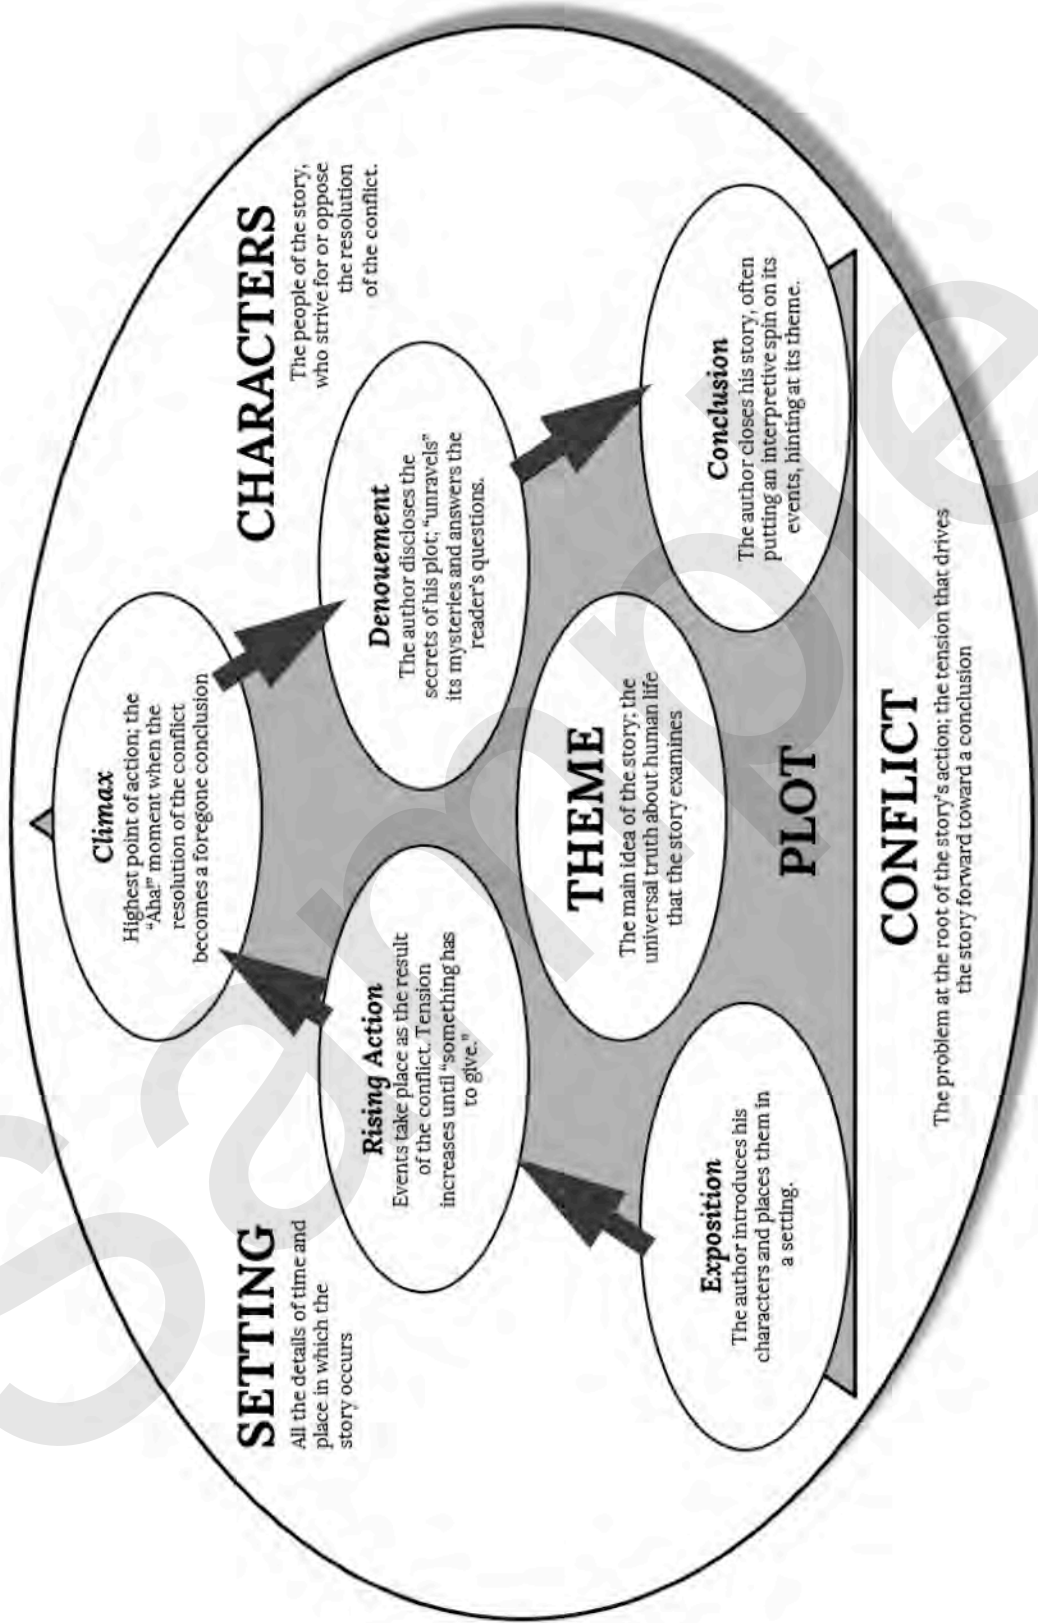 Climax
Highest point of action; the
"Aha!" moment when the
resolution of the conflict
becomes a foregone conclusion
SETTING
All the details of time and
place in which the
story occurs
CHARACTERS
The people of the story,
who strive for or oppose
the resolution
of the conflict.
Rising Action
Events take place as the result
of the conflict. Tension
increases until "something has
to give."
Denouement
The author discloses the
secrets of his plot; "unravels"
its mysteries and answers the
reader's questions.
THEME
The main idea of the story; the
universal truth about human life
that the story examines
Exposition
The author introduces his
characters and places them in
a setting.
Conclusion
The author closes his story, often
putting an interpretive spin on its
events, hinting at its theme.
PLOT
CONFLICT
The problem at the root of the story's action; the tension that drives
the story forward toward a conclusion
Sample